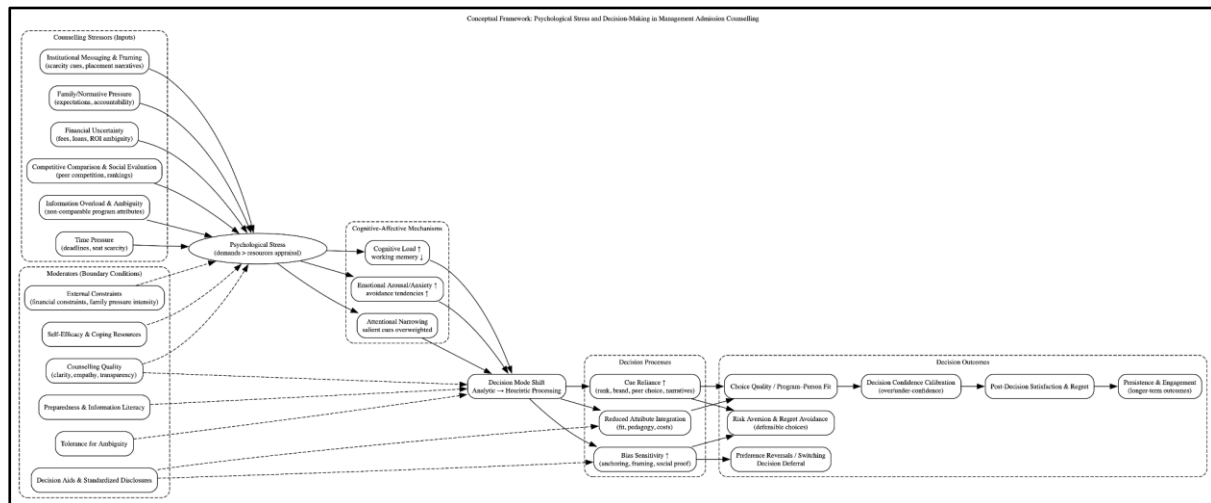 Conceptual Framework: Psychological Stress and Decision-Making in Management Admission Counselling
Counselling Stressors (Inputs)
Institutional Messaging & Framing
(scarcity cues, placement narratives)
Family/Normative Pressure
(expectations, accountability)
Financial Uncertainty
(fees, loans, ROI ambiguity)
Competitive Comparison & Social Evaluation
(peer competition, rankings)
Information Overload & Ambiguity
(non-comparable program attributes)
Time Pressure
(deadlines, seat scarcity)
Moderators (Boundary Conditions)
External Constraints
(financial constraints, family pressure intensity)
Self-Efficacy & Coping Resources
Counselling Quality
(clarity, empathy, transparency)
Preparedness & Information Literacy
Tolerance for Ambiguity
Decision Aids & Standardized Disclosures
Psychological Stress
(demands > resources appraisal)
Cognitive-Affective Mechanisms
Cognitive Load ↑
working memory ↓
Emotional Arousal/Anxiety ↑
avoidance tendencies ↑
Attentional Narrowing
salient cues overweighted
Decision Mode Shift
Analytic → Heuristic Processing
Decision Processes
Cue Reliance ↑
(rank, brand, peer choice, narratives)
Reduced Attribute Integration
(fit, pedagogy, costs)
Bias Sensitivity ↑
(anchoring, framing, social proof)
Decision Outcomes
Choice Quality / Program–Person Fit
Decision Confidence Calibration
(over/under-confidence)
Post-Decision Satisfaction & Regret
Persistence & Engagement
(longer-term outcomes)
Risk Aversion & Regret Avoidance
(defensible choices)
Preference Reversals / Switching
Decision Deferral